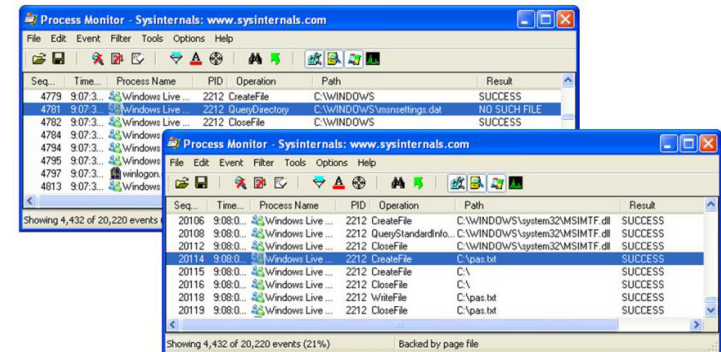 Process Monitor - Sysinternals: www.sysinternals.com
File Edit Event Filter Tools Options Help
Seq... Time... Process Name PID Operation Path Result
4779 9:07:3... Windows Live ... 2212 CreateFile C:\WINDOWS SUCCESS
4781 9:07:3... Windows Live ... 2212 QueryDirectory C:\WINDOWS\msnsettings.dat NO SUCH FILE
4782 9:07:3... Windows Live ... 2212 CloseFile C:\WINDOWS SUCCESS
4784 9:07:3... Windows
4794 9:07:3... Windows
4795 9:07:3... Windows
4797 9:07:3... winlogon.
4813 9:07:3... Windows
Showing 4,432 of 20,220 events
Process Monitor - Sysinternals: www.sysinternals.com
File Edit Event Filter Tools Options Help
Seq... Time... Process Name PID Operation Path Result
20106 9:08:0... Windows Live ... 2212 CreateFile C:\WINDOWS\system32\MSIMTF.dll SUCCESS
20108 9:08:0... Windows Live ... 2212 QueryStandardInfo... C:\WINDOWS\system32\MSIMTF.dll SUCCESS
20112 9:08:0... Windows Live ... 2212 CloseFile C:\WINDOWS\system32\MSIMTF.dll SUCCESS
20114 9:08:0... Windows Live ... 2212 CreateFile C:\pas.txt SUCCESS
20115 9:08:0... Windows Live ... 2212 CreateFile C:\ SUCCESS
20116 9:08:0... Windows Live ... 2212 CloseFile C:\ SUCCESS
20118 9:08:0... Windows Live ... 2212 WriteFile C:\pas.txt SUCCESS
20119 9:08:0... Windows Live ... 2212 CloseFile C:\pas.txt SUCCESS
Showing 4,432 of 20,220 events (21%) Backed by page file